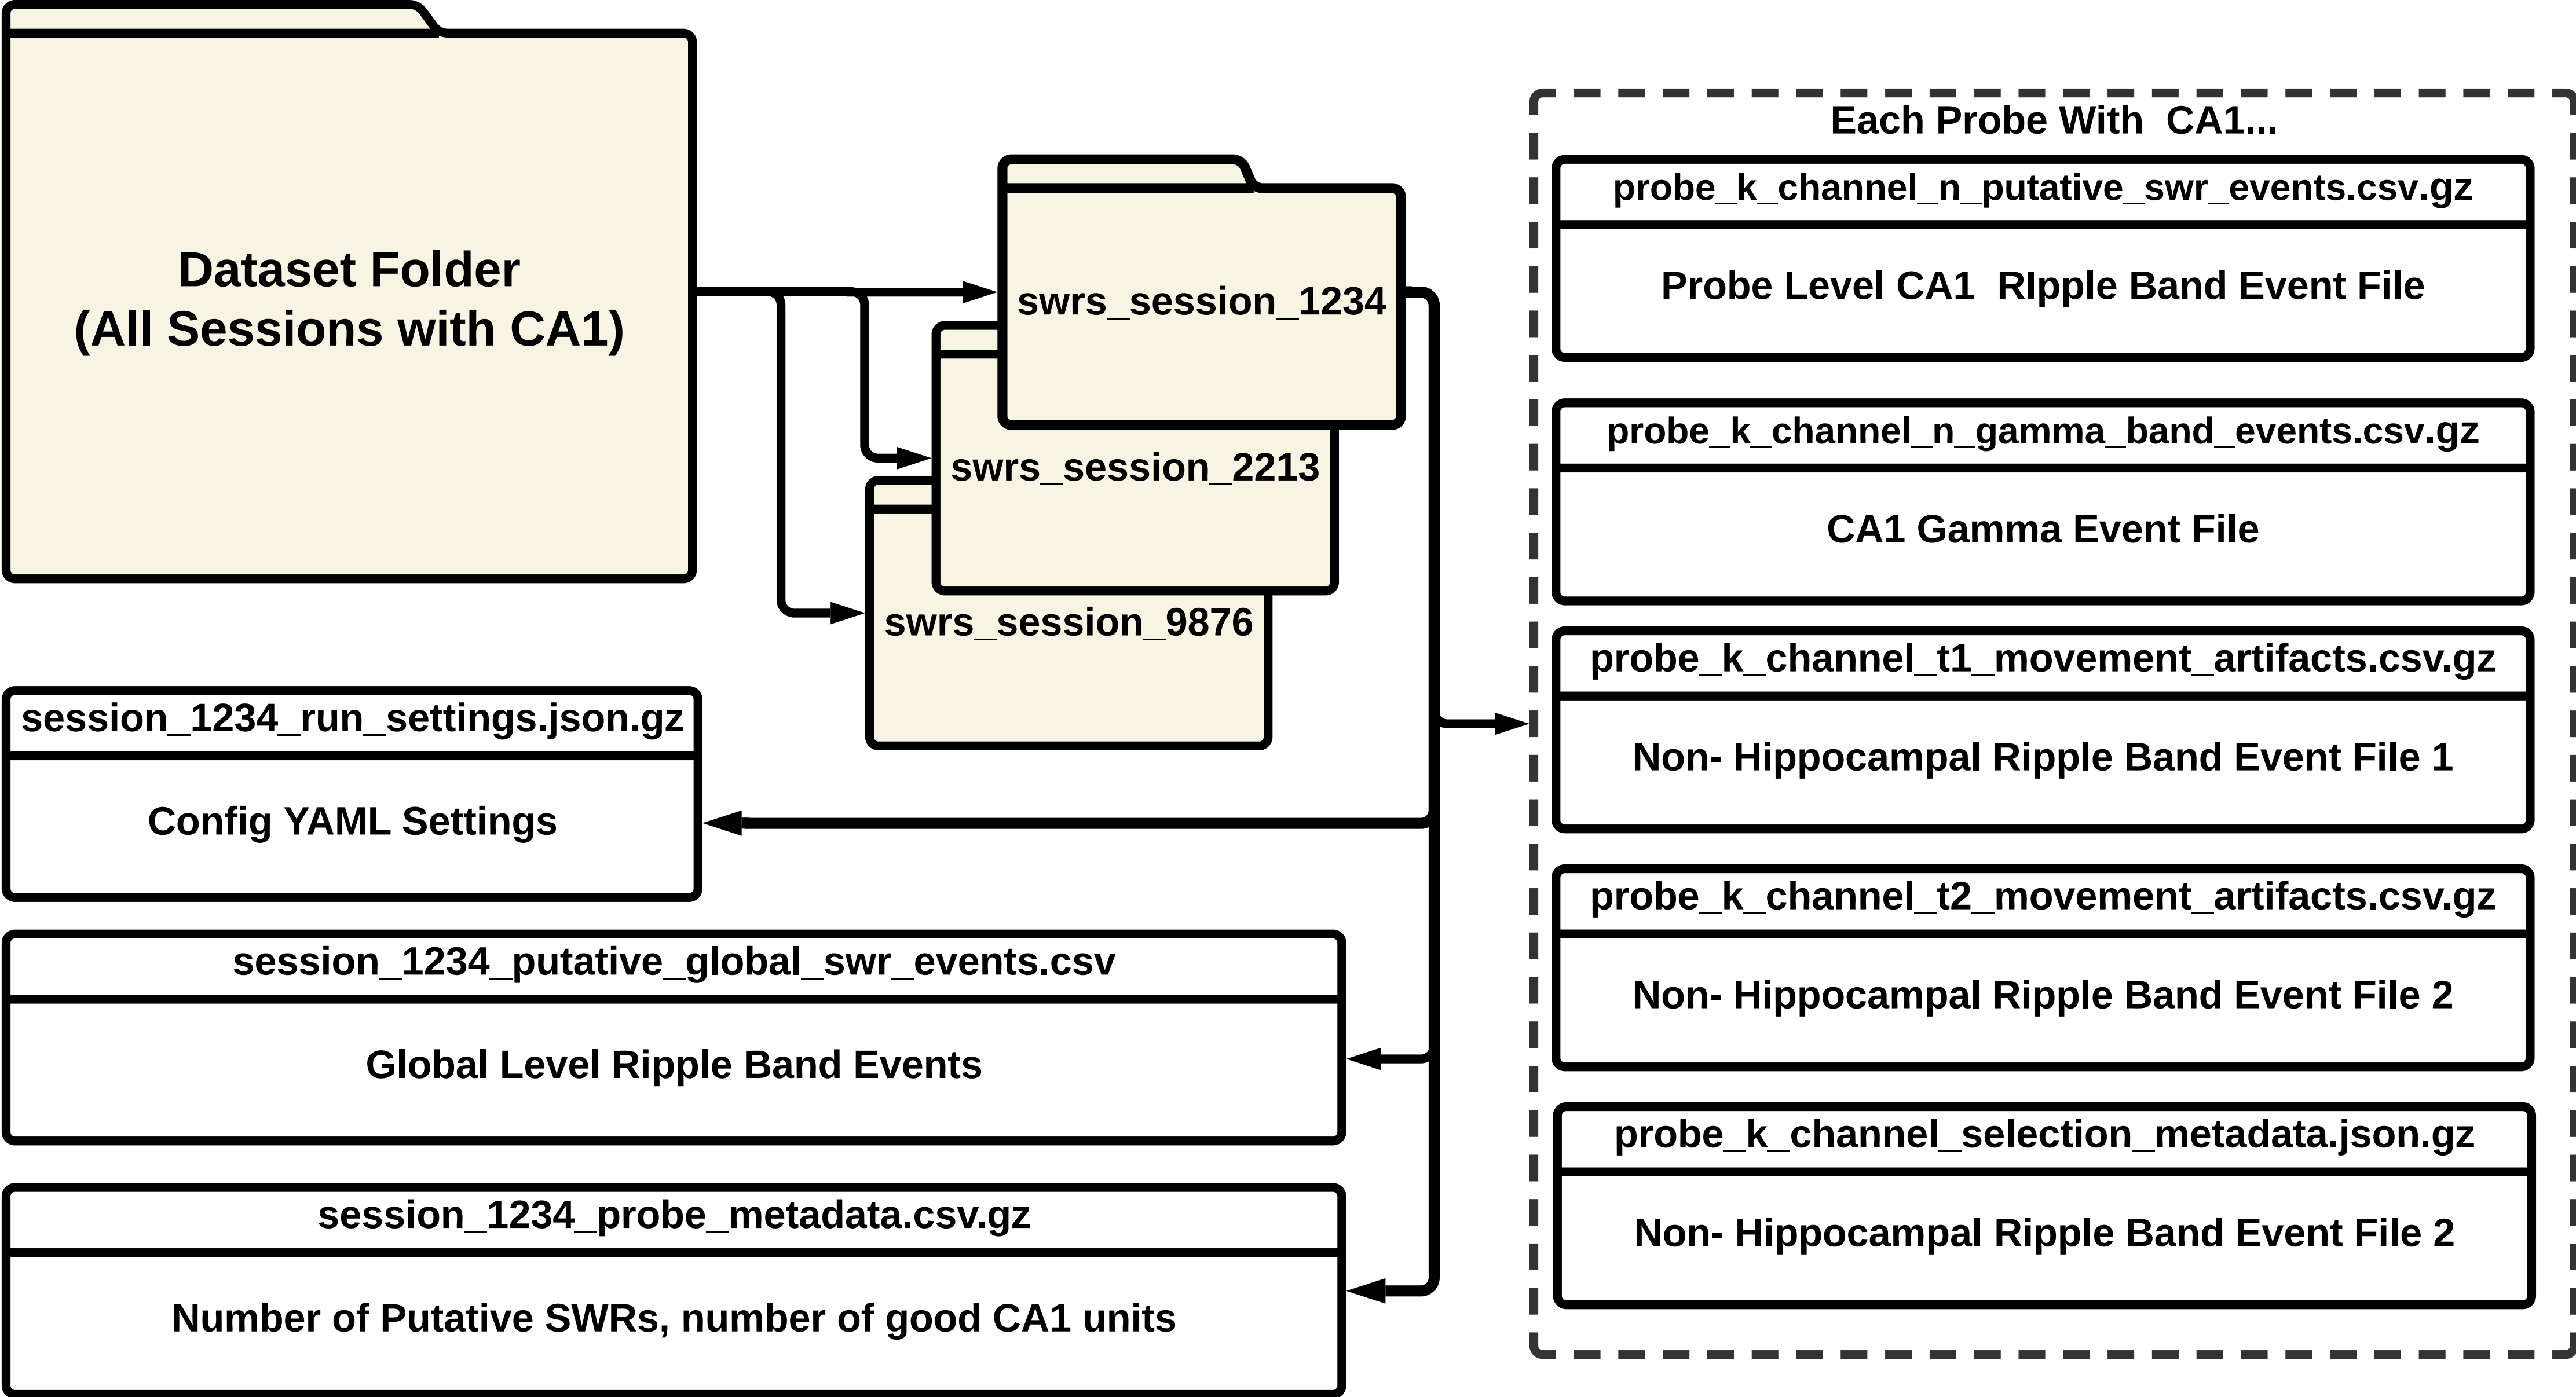 Dataset Folder
(All Sessions with CA1)
swrs_session_1234
swrs_session_2213
swrs_session_9876
session_1234_run_settings.json.gz
Config YAML Settings
session_1234_putative_global_swr_events.csv
Global Level Ripple Band Events
session_1234_probe_metadata.csv.gz
Number of Putative SWRs, number of good CA1 units
Each Probe With  CA1...
probe_k_channel_n_putative_swr_events.csv.gz
Probe Level CA1  RIpple Band Event File
probe_k_channel_n_gamma_band_events.csv.gz
CA1 Gamma Event File
probe_k_channel_t1_movement_artifacts.csv.gz
Non- Hippocampal Ripple Band Event File 1
probe_k_channel_t2_movement_artifacts.csv.gz
Non- Hippocampal Ripple Band Event File 2
probe_k_channel_selection_metadata.json.gz
Non- Hippocampal Ripple Band Event File 2